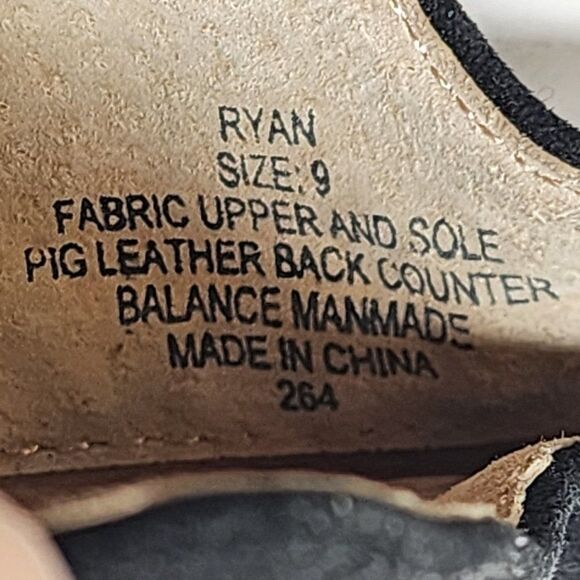 RYAN
SIZE: 9
FABRIC UPPER AND SOLE
PIG LEATHER BACK COUNTER
BALANCE MANMADE
MADE IN CHINA
264